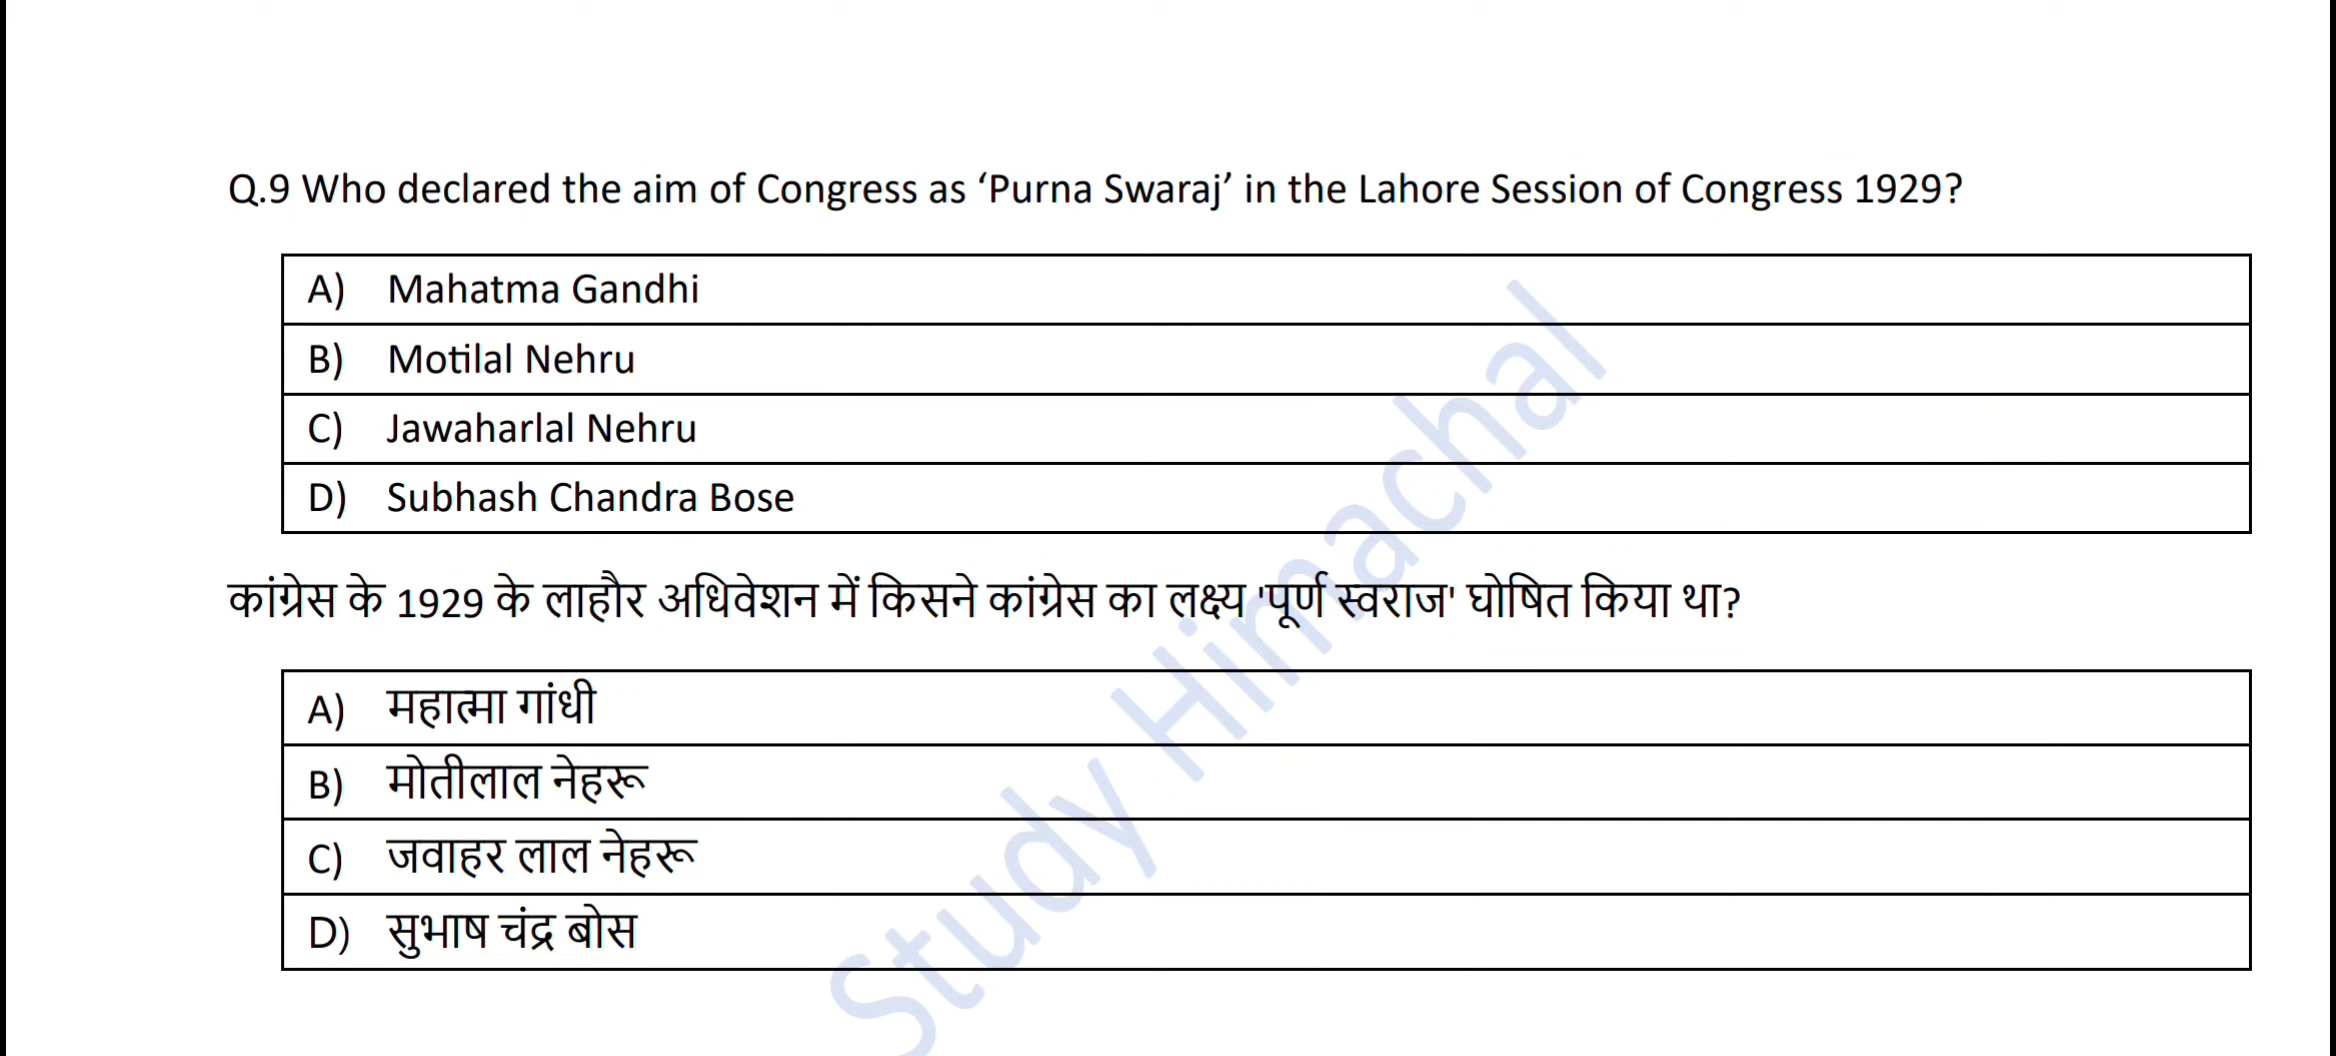 Q.9 Who declared the aim of Congress as ‘Purna Swaraj’ in the Lahore Session of Congress 1929?
A) Mahatma Gandhi
B) Motilal Nehru
C) Jawaharlal Nehru
D) Subhash Chandra Bose
कांग्रेस के 1929 के लाहौर अधिवेशन में किसने कांग्रेस का लक्ष्य 'पूर्ण स्वराज' घोषित किया था?
A) महात्मा गांधी
B) मोतीलाल नेहरू
C) जवाहर लाल नेहरू
D) सुभाष चंद्र बोस
Study Himachal